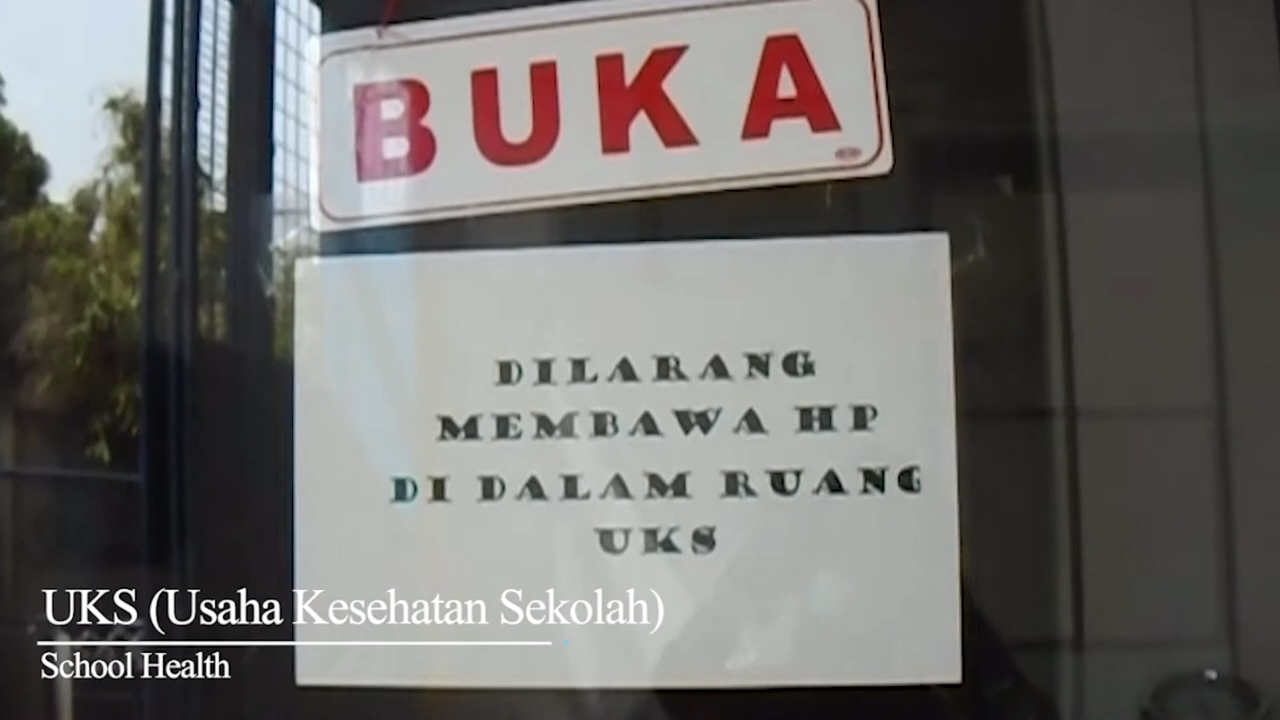 BUKA
DILARANG
MEMBAWA HP
DI DALAM RUANG
UKS
UKS (Usaha Kesehatan Sekolah)
School Health